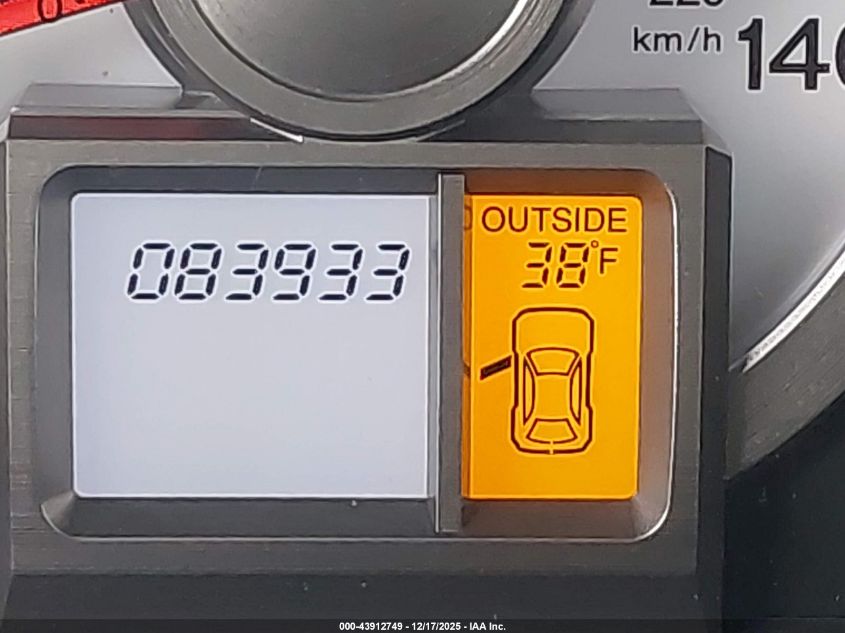 km/h 140
083933
OUTSIDE
38°F
000-43912749 - 12/17/2025 - IAA Inc.